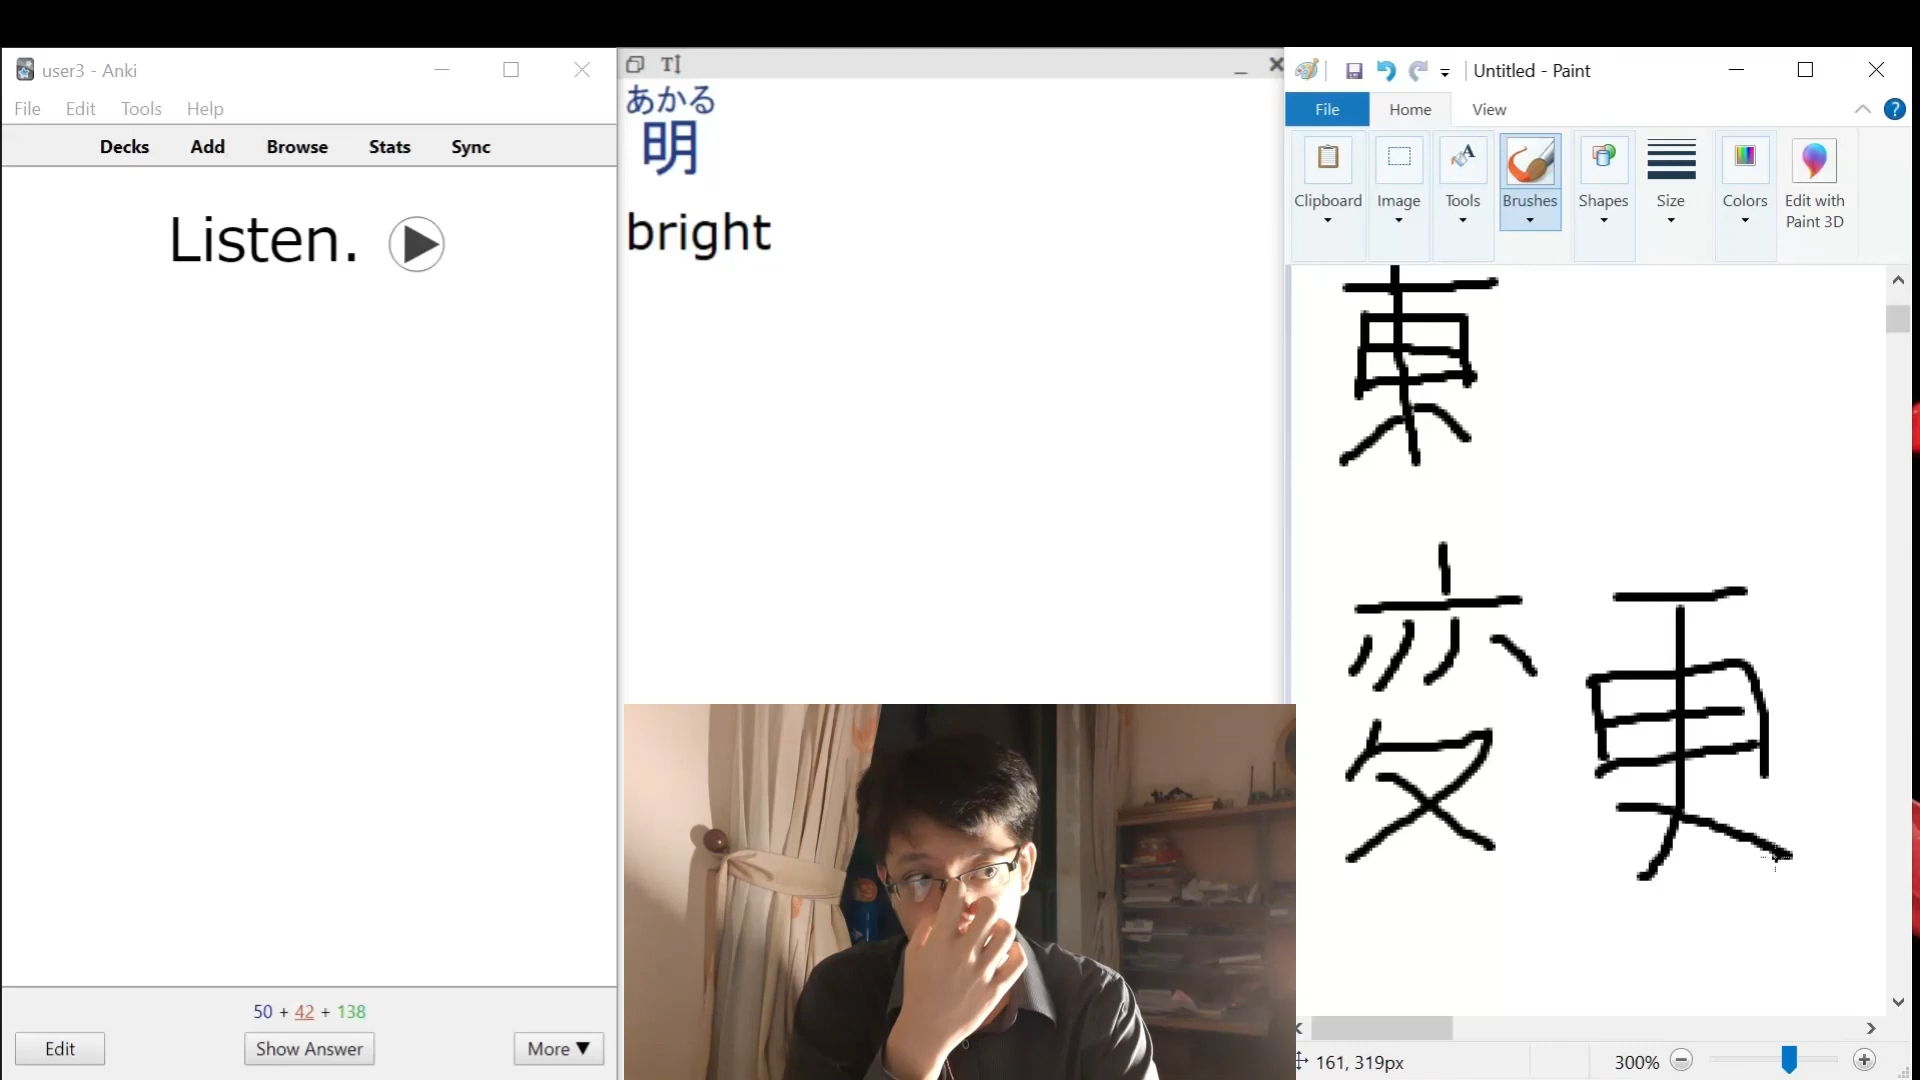 user3 - Anki
File Edit Tools Help
Decks Add Browse Stats Sync
Listen.
50 + 42 + 138
Edit
Show Answer
More ▼
あかる
明
bright
Untitled - Paint
File Home View
Clipboard Image Tools Brushes Shapes Size Colors Edit with Paint 3D
東
変 更
161, 319px
300%